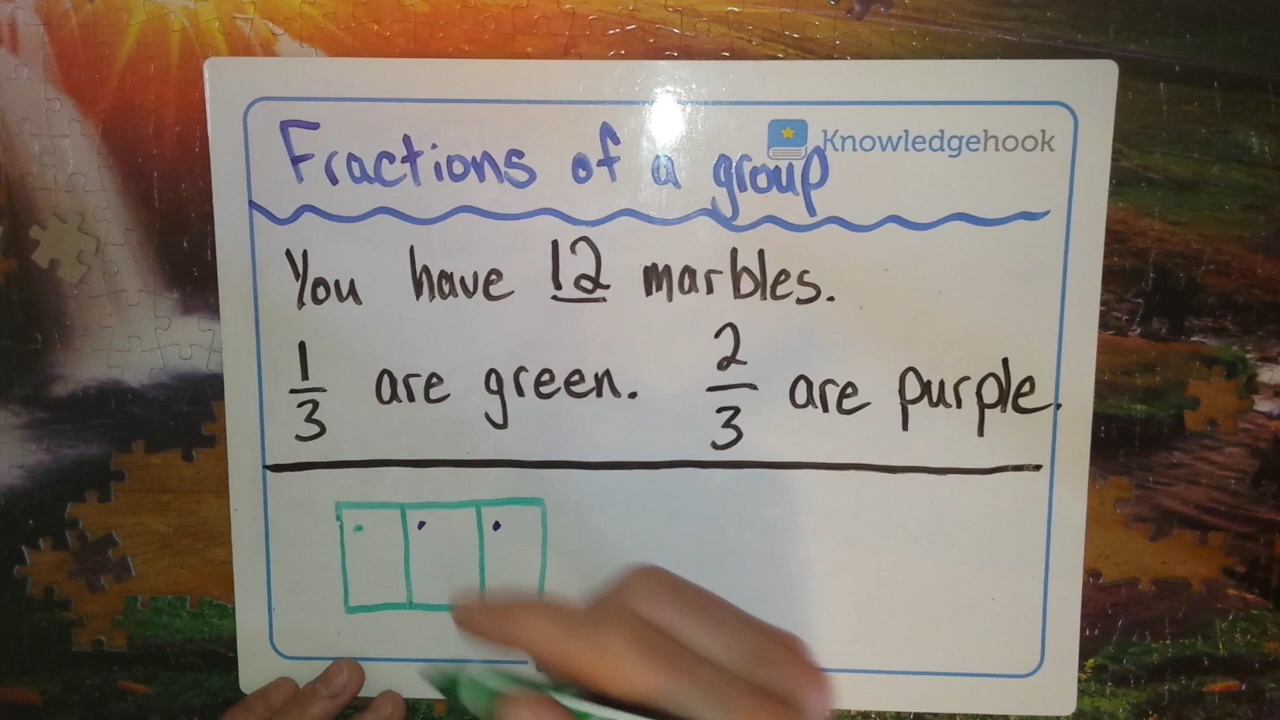 Knowledgehook
Fractions of a group
You have 12 marbles.
1/3 are green. 2/3 are purple.